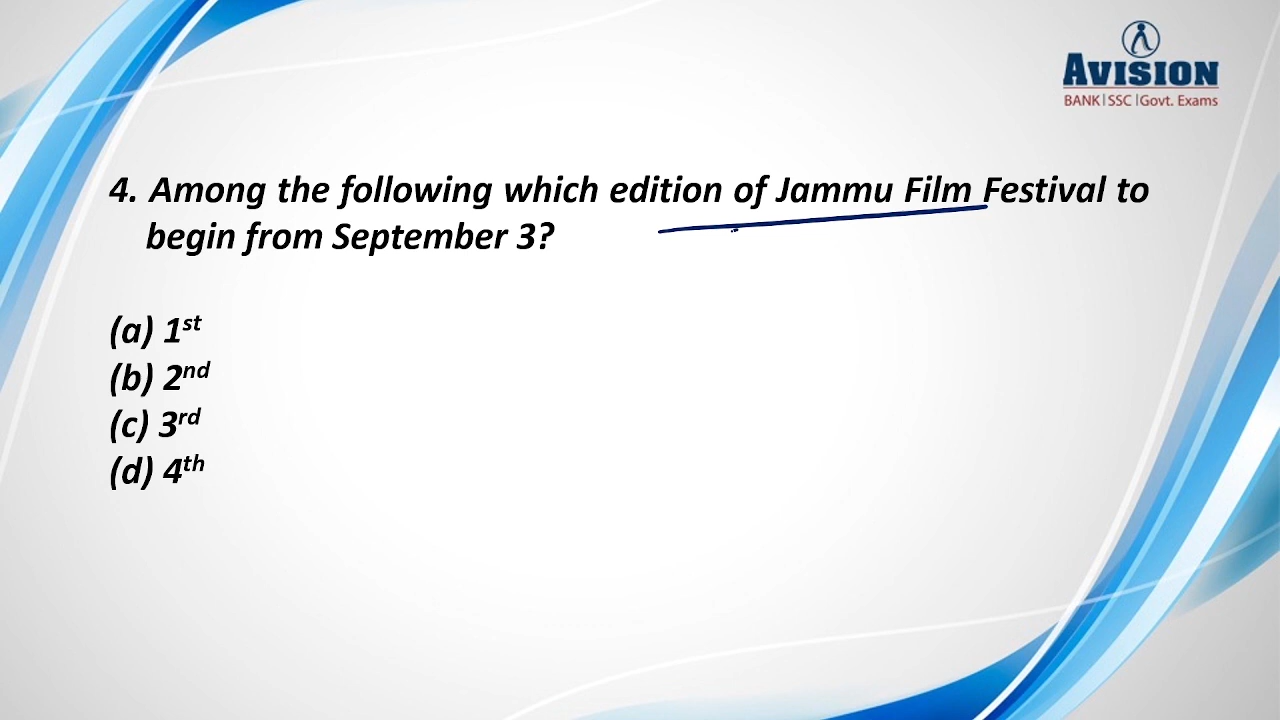 AVISION
BANK|SSC|Govt. Exams
4. Among the following which edition of Jammu Film Festival to
begin from September 3?
(a) 1st
(b) 2nd
(c) 3rd
(d) 4th